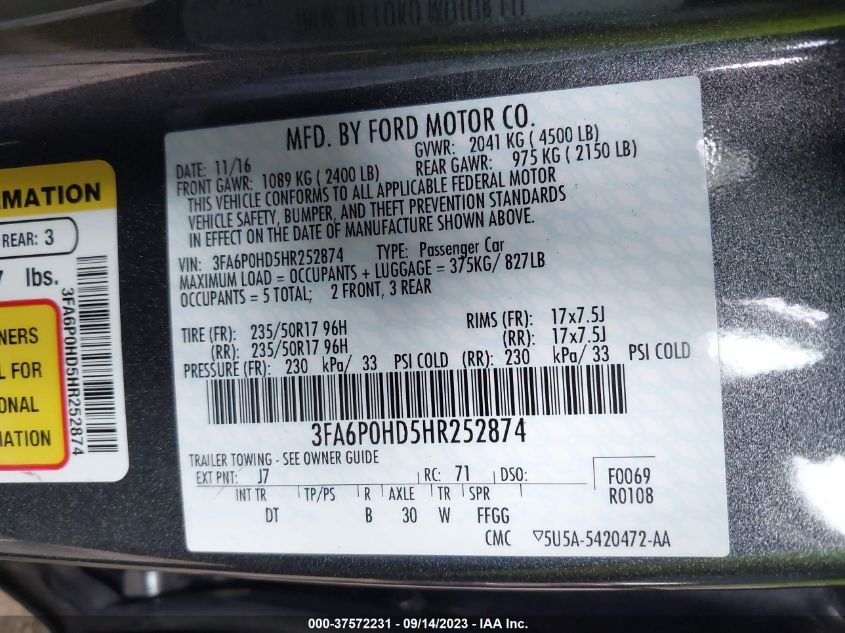 MFD. BY FORD MOTOR CO.
DATE: 11/16 GVWR: 2041 KG ( 4500 LB)
FRONT GAWR: 1089 KG ( 2400 LB) REAR GAWR: 975 KG ( 2150 LB)
THIS VEHICLE CONFORMS TO ALL APPLICABLE FEDERAL MOTOR
VEHICLE SAFETY, BUMPER, AND THEFT PREVENTION STANDARDS
IN EFFECT ON THE DATE OF MANUFACTURE SHOWN ABOVE.
VIN: 3FA6P0HD5HR252874 TYPE: Passenger Car
MAXIMUM LOAD = OCCUPANTS + LUGGAGE = 375KG/ 827LB
OCCUPANTS = 5 TOTAL; 2 FRONT, 3 REAR
TIRE (FR): 235/50R17 96H RIMS (FR): 17x7.5J
(RR): 235/50R17 96H (RR): 17x7.5J
PRESSURE (FR): 230 kPa/ 33 PSI COLD (RR): 230 kPa/ 33 PSI COLD
3FA6P0HD5HR252874
TRAILER TOWING - SEE OWNER GUIDE
EXT PNT: J7 RC: 71 DSO: F0069
R0108
INT TR TP/PS R AXLE TR SPR
DT B 30 W FFGG
CMC 5U5A-5420472-AA
REAR: 3
lbs.
FOR
3FA6P0HD5HR252874
000-37572231 - 09/14/2023 - IAA Inc.